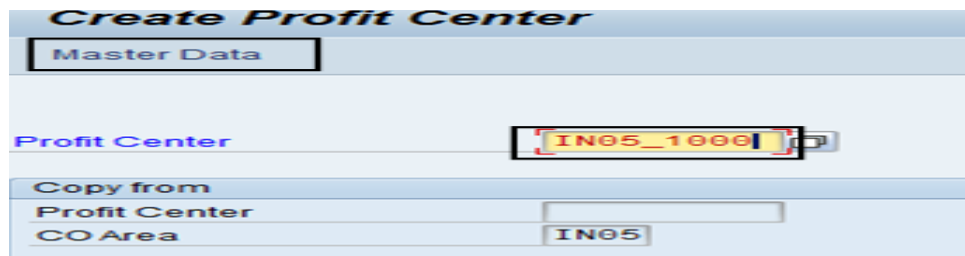 Create Profit Center
Master Data
Profit Center IN05_1000
Copy from
Profit Center
CO Area IN05